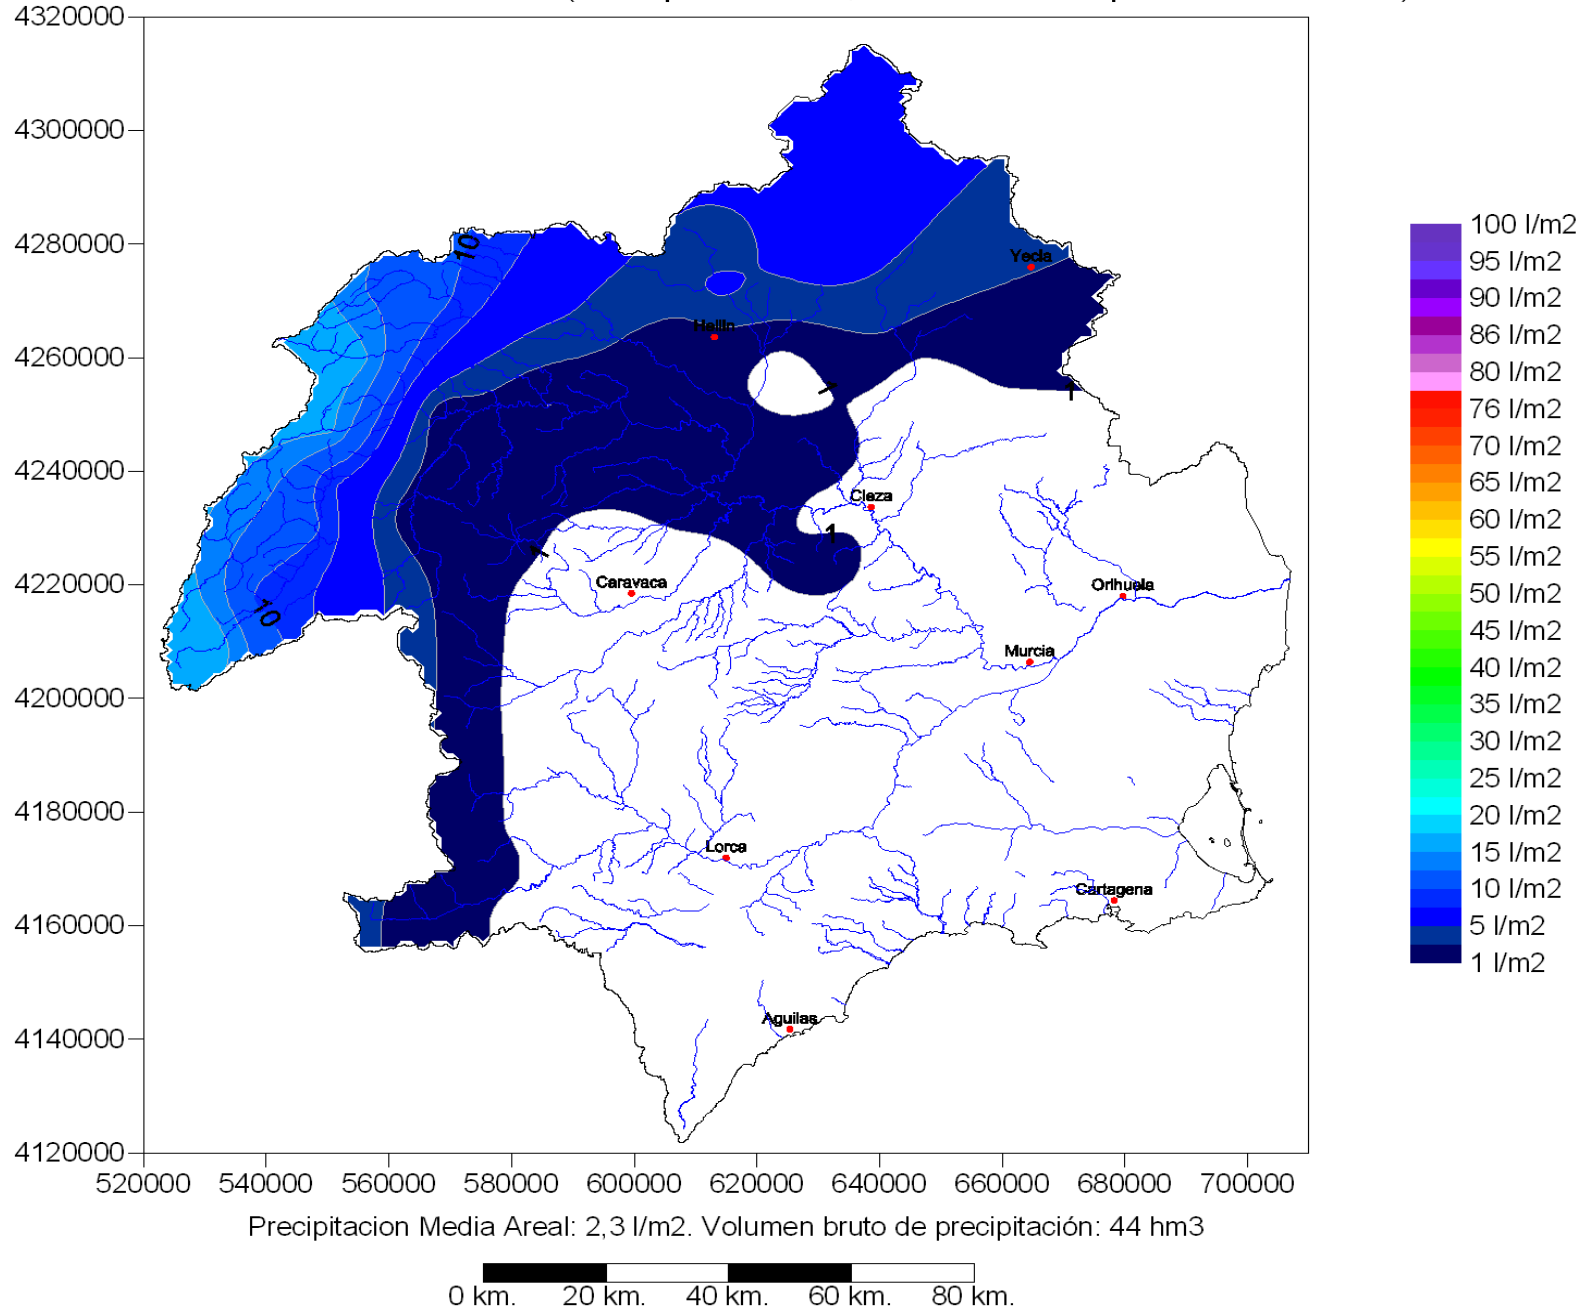 4320000
4300000
4280000
4260000
4240000
4220000
4200000
4180000
4160000
4140000
4120000
520000 540000 560000 580000 600000 620000 640000 660000 680000 700000
10
Yecla
Hellin
1
1
Cieza
1
1
Caravaca
Orihuela
10
Murcia
Lorca
Cartagena
Aguilas
100 l/m2
95 l/m2
90 l/m2
86 l/m2
80 l/m2
76 l/m2
70 l/m2
65 l/m2
60 l/m2
55 l/m2
50 l/m2
45 l/m2
40 l/m2
35 l/m2
30 l/m2
25 l/m2
20 l/m2
15 l/m2
10 l/m2
5 l/m2
1 l/m2
Precipitacion Media Areal: 2,3 l/m2. Volumen bruto de precipitación: 44 hm3
0 km. 20 km. 40 km. 60 km. 80 km.